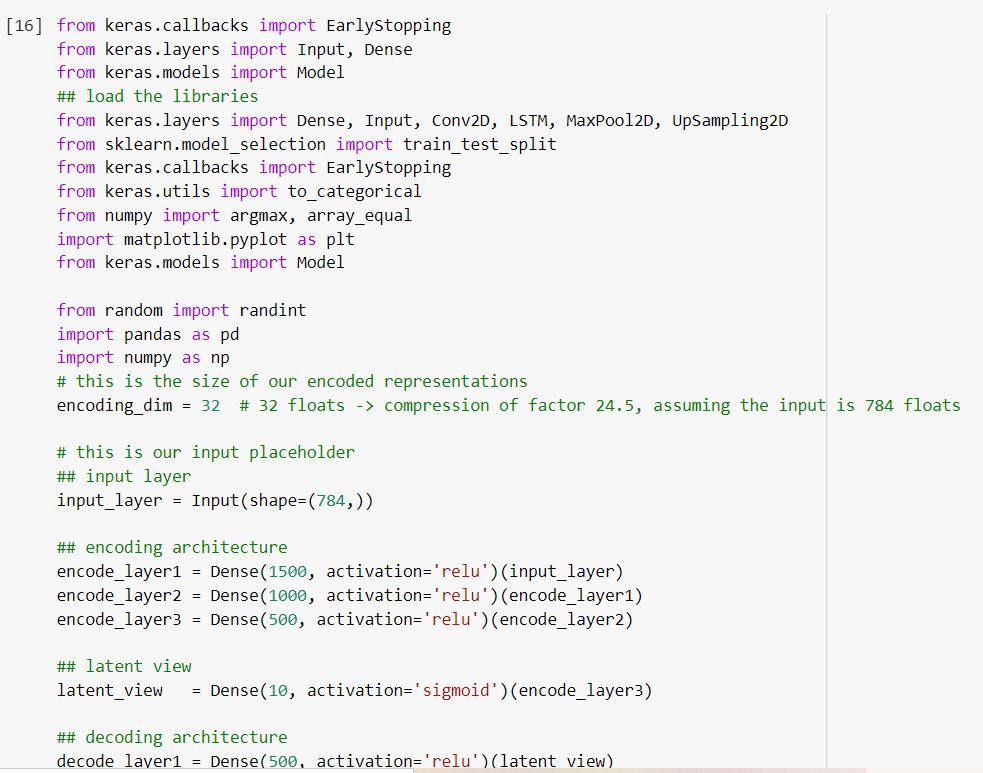 [16] from keras.callbacks import EarlyStopping
from keras.layers import Input, Dense
from keras.models import Model
## load the libraries
from keras.layers import Dense, Input, Conv2D, LSTM, MaxPool2D, UpSampling2D
from sklearn.model_selection import train_test_split
from keras.callbacks import EarlyStopping
from keras.utils import to_categorical
from numpy import argmax, array_equal
import matplotlib.pyplot as plt
from keras.models import Model
from random import randint
import pandas as pd
import numpy as np
# this is the size of our encoded representations
encoding_dim = 32  # 32 floats -> compression of factor 24.5, assuming the input is 784 floats
# this is our input placeholder
## input layer
input_layer = Input(shape=(784,))
## encoding architecture
encode_layer1 = Dense(1500, activation='relu')(input_layer)
encode_layer2 = Dense(1000, activation='relu')(encode_layer1)
encode_layer3 = Dense(500, activation='relu')(encode_layer2)
## latent view
latent_view   = Dense(10, activation='sigmoid')(encode_layer3)
## decoding architecture
decode_layer1 = Dense(500, activation='relu')(latent_view)